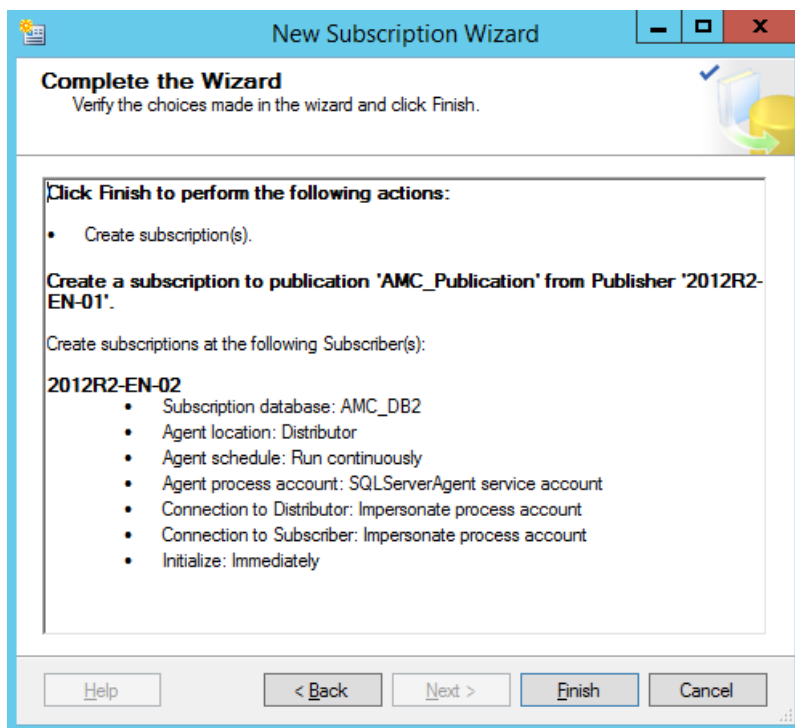 New Subscription Wizard
Complete the Wizard
Verify the choices made in the wizard and click Finish.
Click Finish to perform the following actions:
• Create subscription(s).
Create a subscription to publication 'AMC_Publication' from Publisher '2012R2-
EN-01'.
Create subscriptions at the following Subscriber(s):
2012R2-EN-02
• Subscription database: AMC_DB2
• Agent location: Distributor
• Agent schedule: Run continuously
• Agent process account: SQLServerAgent service account
• Connection to Distributor: Impersonate process account
• Connection to Subscriber: Impersonate process account
• Initialize: Immediately
Help < Back Next > Finish Cancel